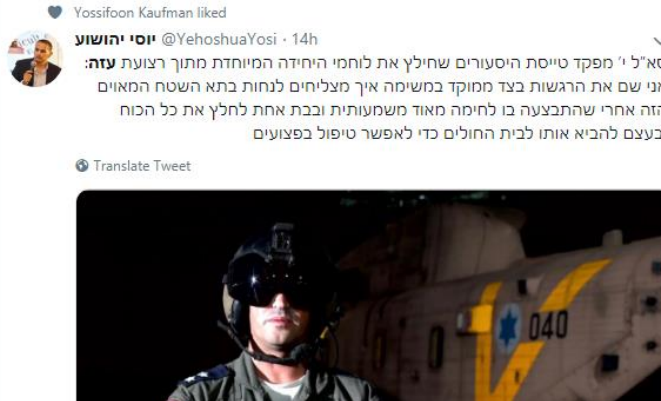 Yossifoon Kaufman liked
יוסי יהושוע @YehoshuaYosi · 14h
סא"ל י' מפקד טייסת היסעורים שחילץ את לוחמי היחידה המיוחדת מתוך רצועת עזה:
אני שם את הרגשות בצד ממוקד במשימה איך מצליחים לנחות בתא השטח המאוים
הזה אחרי שהתבצעה בו לחימה מאוד משמעותית ובבת אחת לחלץ את כל הכוח
בעצם להביא אותו לבית החולים כדי לאפשר טיפול בפצועים
Translate Tweet
040